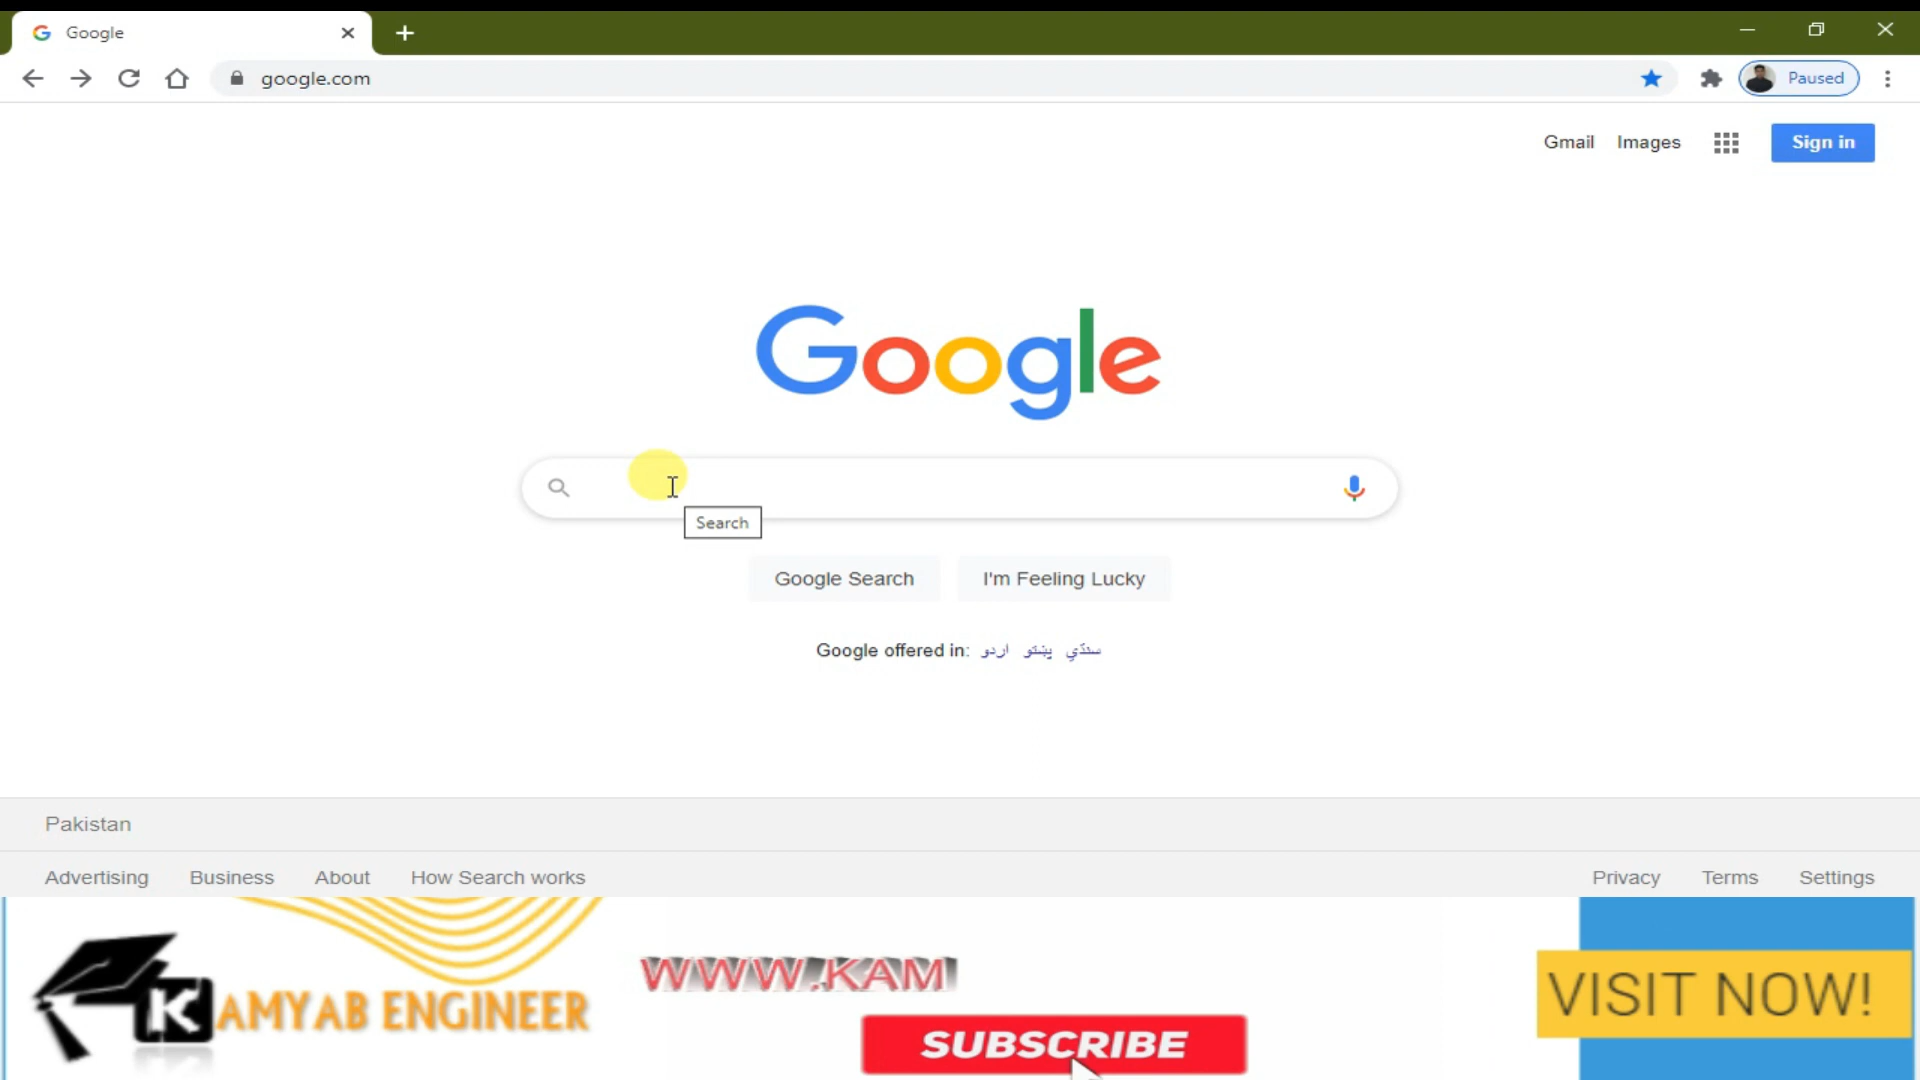 Google
google.com
Paused
Gmail Images Sign in
Google
Search
Google Search I'm Feeling Lucky
Google offered in: اردو پښتو سنڌي
Pakistan
Advertising Business About How Search works Privacy Terms Settings
KAMYAB ENGINEER
WWW.KAM
SUBSCRIBE
VISIT NOW!